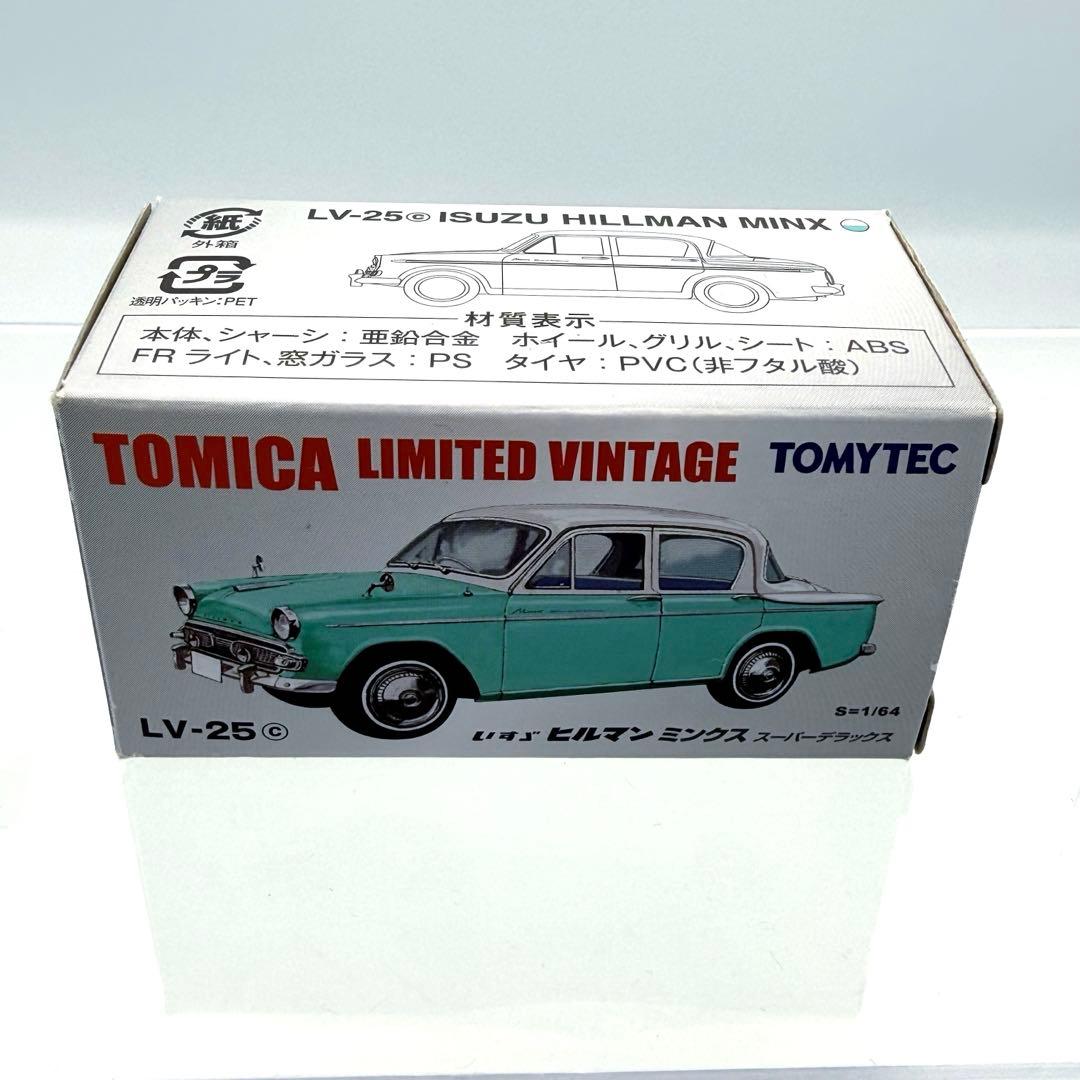 紙
外箱
プラ
透明パッキン:PET
LV-25© ISUZU HILLMAN MINX
材質表示
本体、シャーシ：亜鉛合金　ホイール、グリル、シート：ABS
FR ライト、窓ガラス：PS　タイヤ：PVC(非フタル酸)
TOMICA LIMITED VINTAGE TOMYTEC
S=1/64
LV-25© いすゞ ヒルマン ミンクス スーパーデラックス